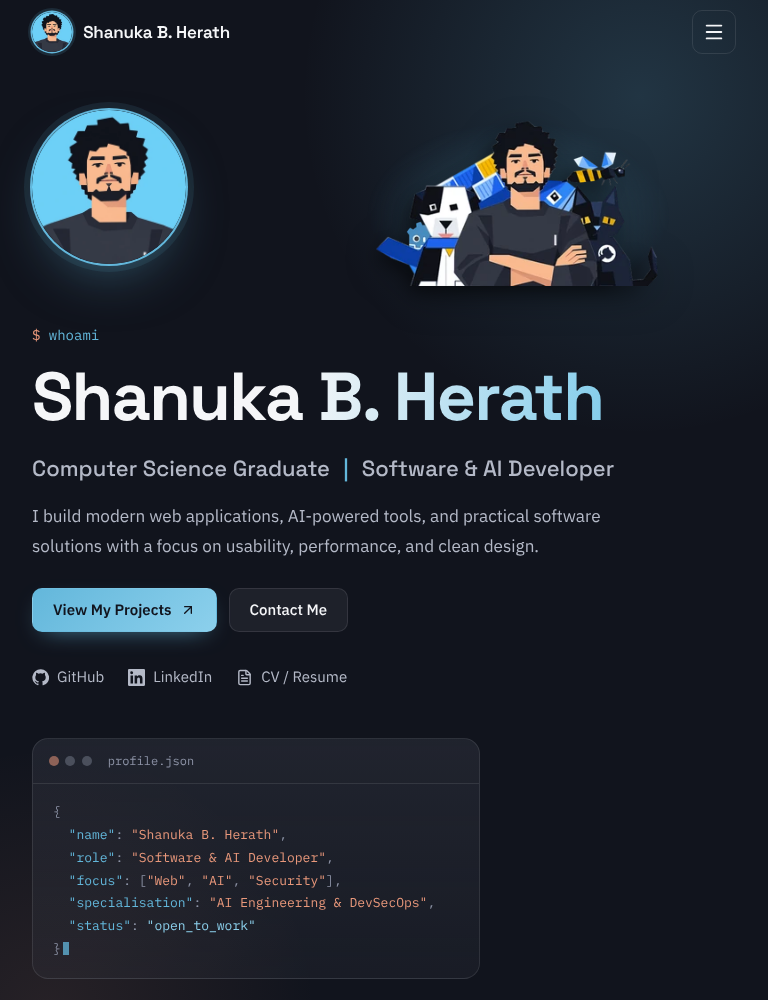 Shanuka B. Herath
$ whoami
Shanuka B. Herath
Computer Science Graduate | Software & AI Developer
I build modern web applications, AI-powered tools, and practical software
solutions with a focus on usability, performance, and clean design.
View My Projects
Contact Me
GitHub
LinkedIn
CV / Resume
profile.json
{
"name": "Shanuka B. Herath",
"role": "Software & AI Developer",
"focus": ["Web", "AI", "Security"],
"specialisation": "AI Engineering & DevSecOps",
"status": "open_to_work"
}